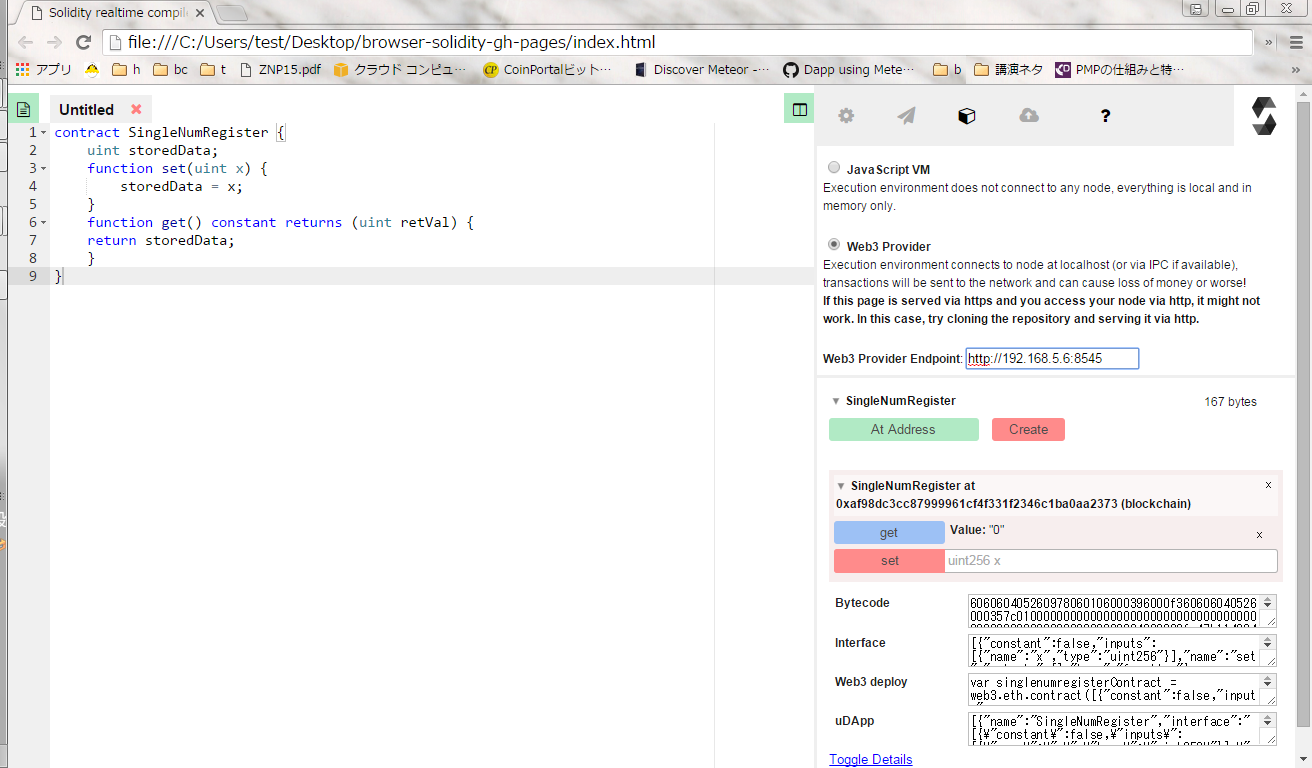 Solidity realtime compil
file:///C:/Users/test/Desktop/browser-solidity-gh-pages/index.html
アプリ h bc t ZNP15.pdf クラウド コンピュ… CoinPortalビット… Discover Meteor -… Dapp using Mete… b 講演ネタ PMPの仕組みと特…
Untitled
1 contract SingleNumRegister {
2 uint storedData;
3 function set(uint x) {
4 storedData = x;
5 }
6 function get() constant returns (uint retVal) {
7 return storedData;
8 }
9 }
?
JavaScript VM
Execution environment does not connect to any node, everything is local and in
memory only.
Web3 Provider
Execution environment connects to node at localhost (or via IPC if available),
transactions will be sent to the network and can cause loss of money or worse!
If this page is served via https and you access your node via http, it might not
work. In this case, try cloning the repository and serving it via http.
Web3 Provider Endpoint: http://192.168.5.6:8545
SingleNumRegister 167 bytes
At Address Create
SingleNumRegister at x
0xaf98dc3cc87999961cf4f331f2346c1ba0aa2373 (blockchain)
get Value: "0" x
set uint256 x
Bytecode
Interface [{"constant":false,"inputs":
[{"name":"x","type":"uint256"}],"name":"set
Web3 deploy var singlenumregisterContract =
web3.eth.contract([{"constant":false,"input
uDApp [{"name":"SingleNumRegister","interface":"
[{¥"constant¥":false,¥"inputs¥":
Toggle Details